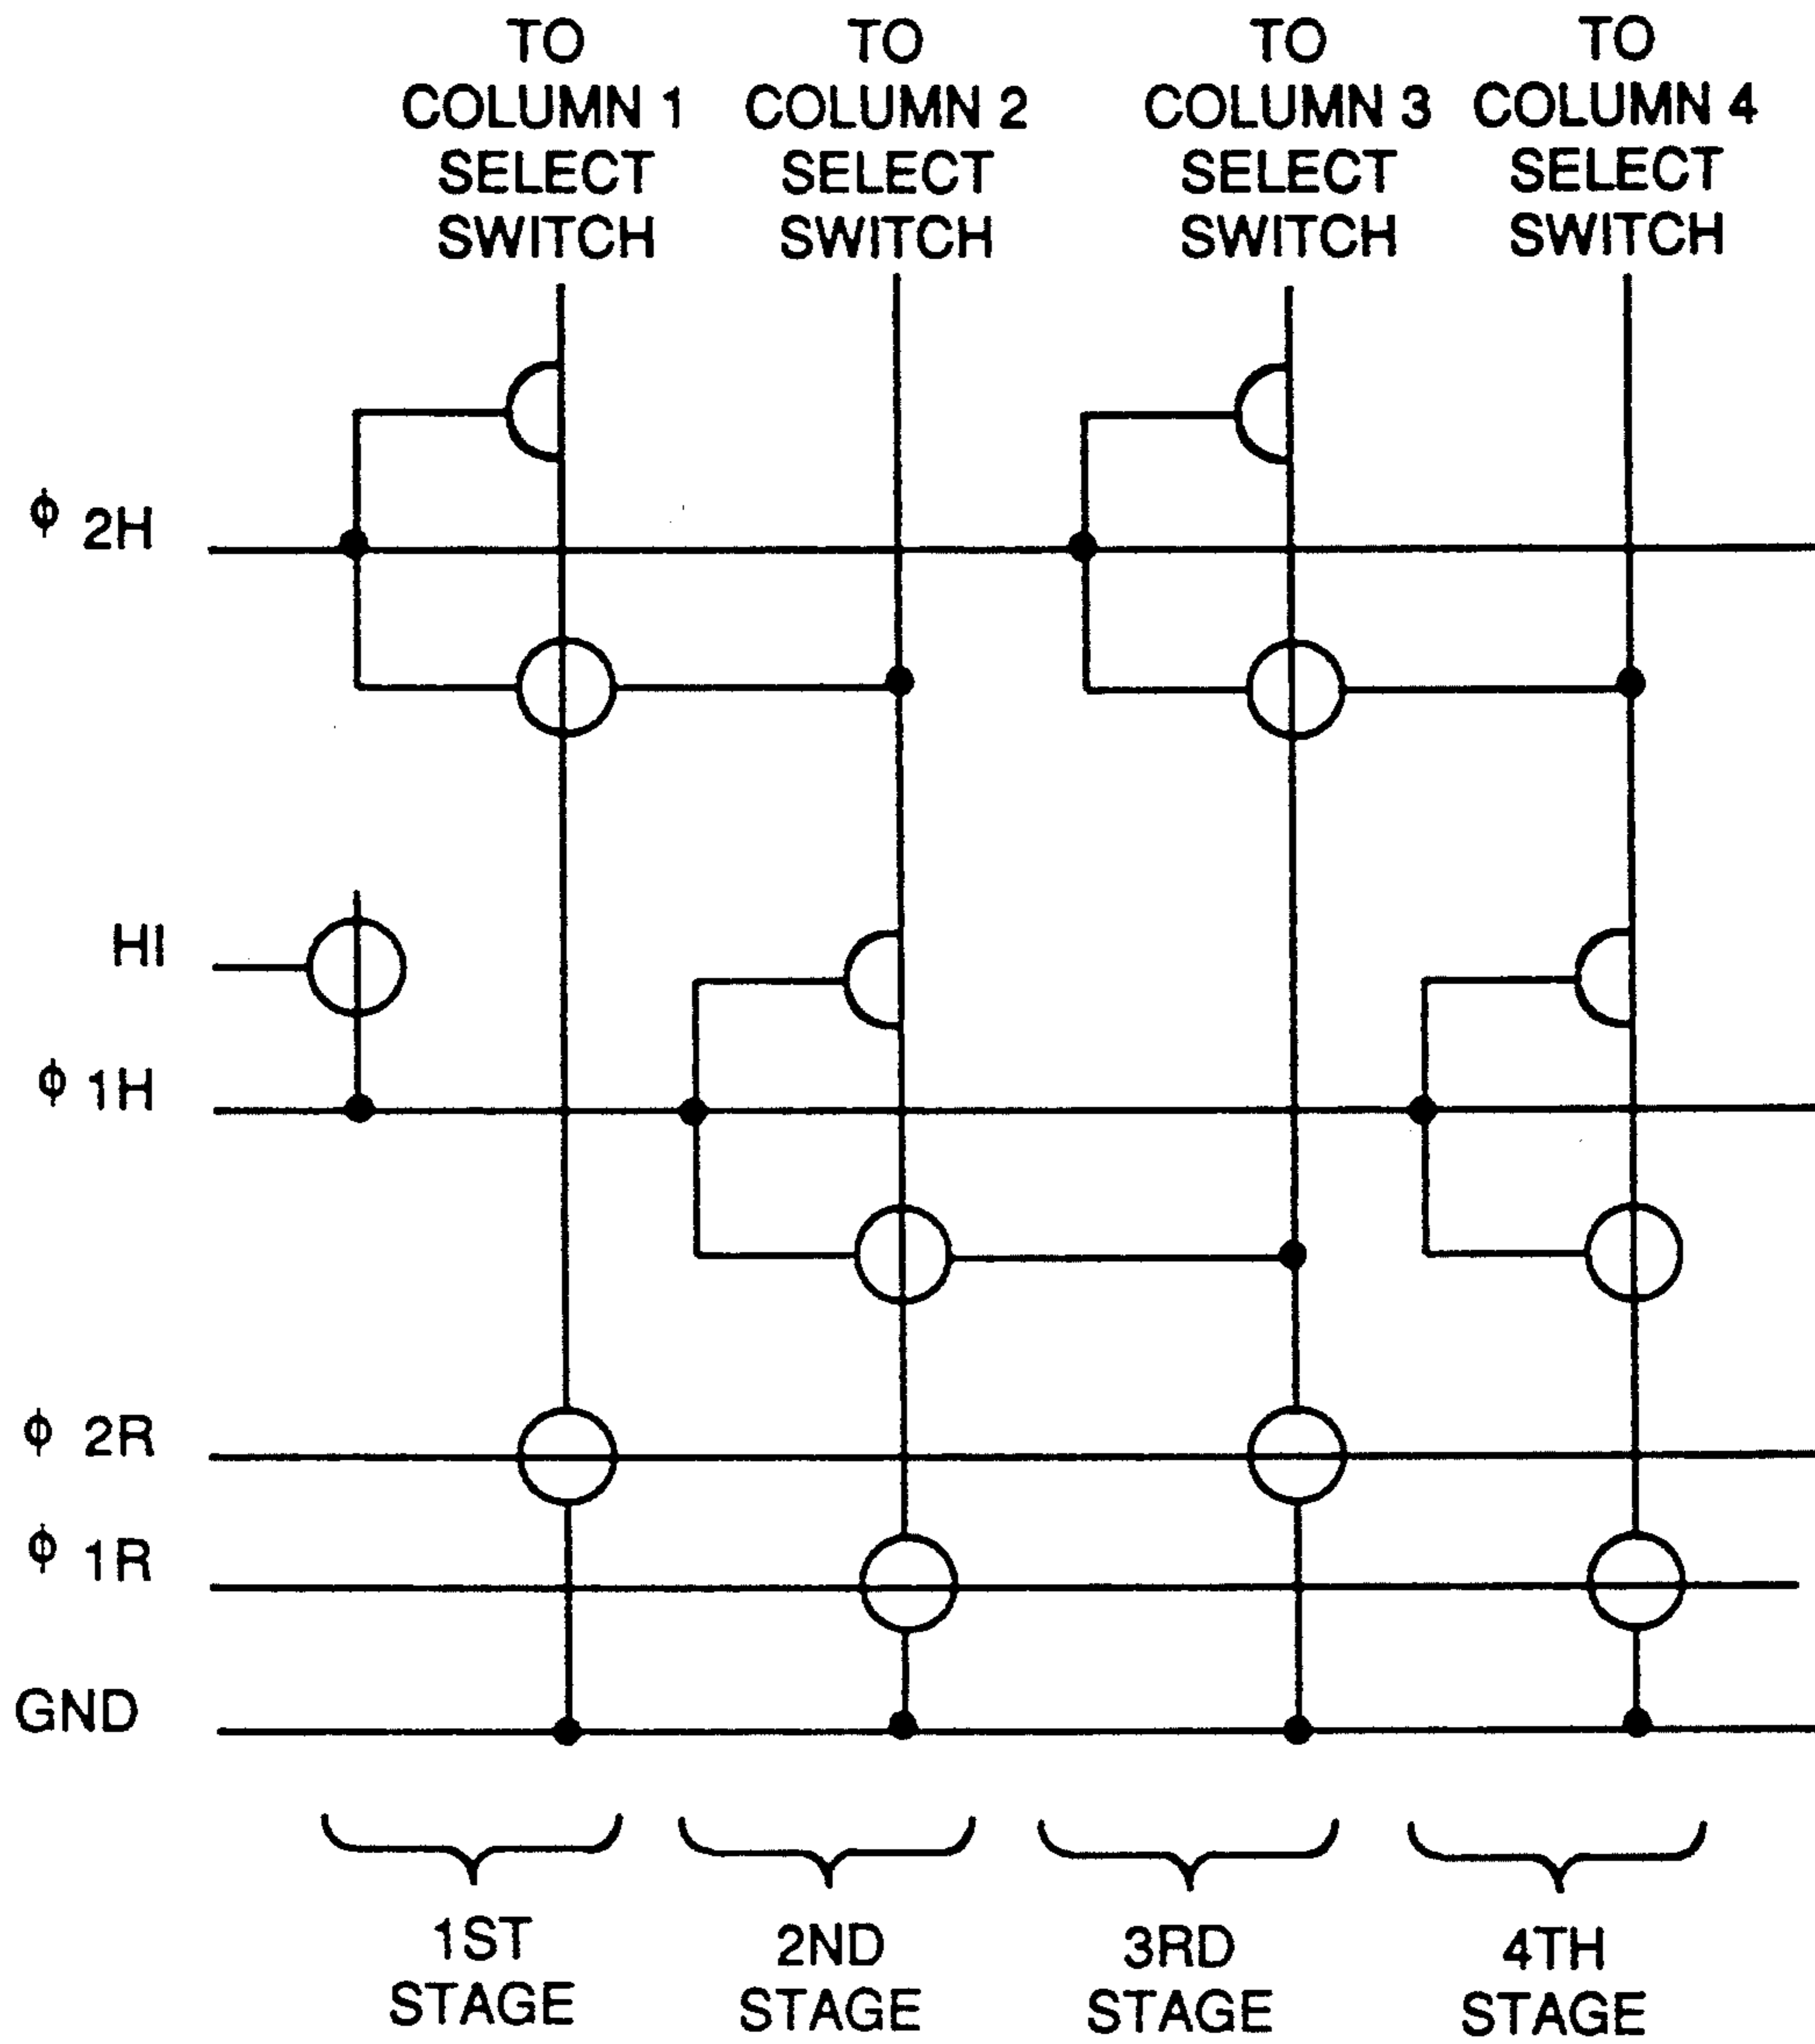 TO
COLUMN 1
SELECT
SWITCH
TO
COLUMN 2
SELECT
SWITCH
TO
COLUMN 3
SELECT
SWITCH
TO
COLUMN 4
SELECT
SWITCH
ϕ 2H
HI
ϕ 1H
ϕ 2R
ϕ 1R
GND
1ST
STAGE
2ND
STAGE
3RD
STAGE
4TH
STAGE